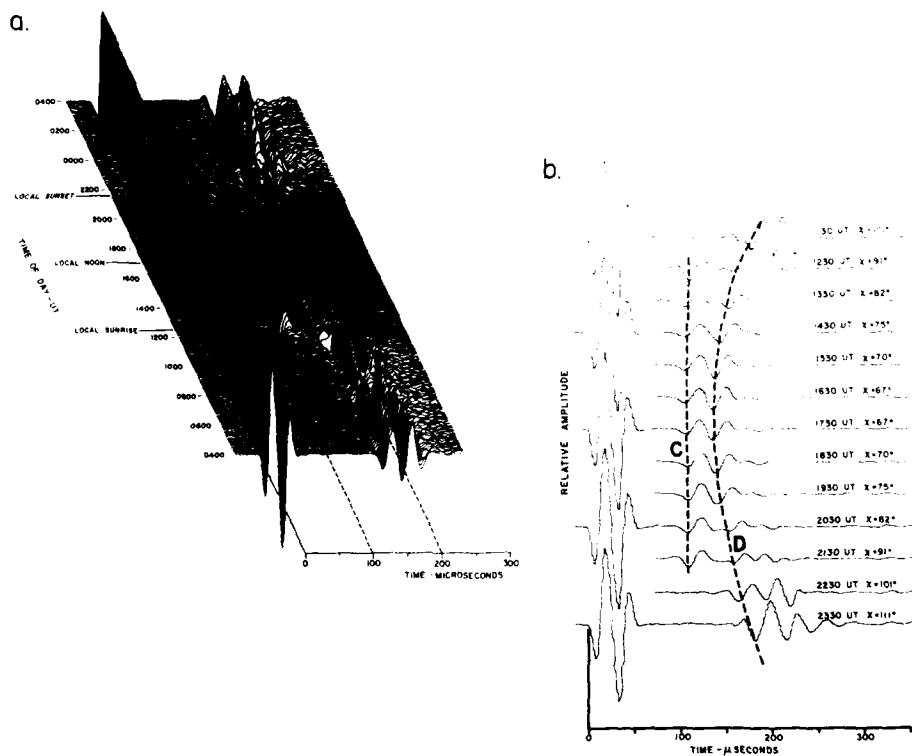 a.
0400
0200
0000
LOCAL SUNSET
2200
2000
TIME OF DAY-UT
1800
LOCAL NOON
1600
1400
LOCAL SUNRISE
1200
1000
0800
0600
0400
0 100 200 300
TIME-MICROSECONDS
b.
RELATIVE AMPLITUDE
C
D
1230 UT X=91°
1330 UT X=82°
1430 UT X=75°
1530 UT X=70°
1630 UT X=67°
1730 UT X=67°
1830 UT X=70°
1930 UT X=75°
2030 UT X=82°
2130 UT X=91°
2230 UT X=101°
2330 UT X=111°
0 100 200 300
TIME-μSECONDS